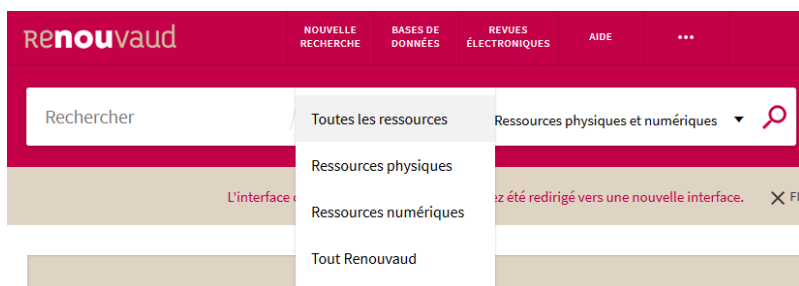 Renouvaud
NOUVELLE RECHERCHE
BASES DE DONNÉES
REVUES ÉLECTRONIQUES
AIDE
•••
Rechercher
Toutes les ressources
Ressources physiques et numériques
Ressources physiques
L'interface
ez été redirigé vers une nouvelle interface.
Ressources numériques
Tout Renouvaud